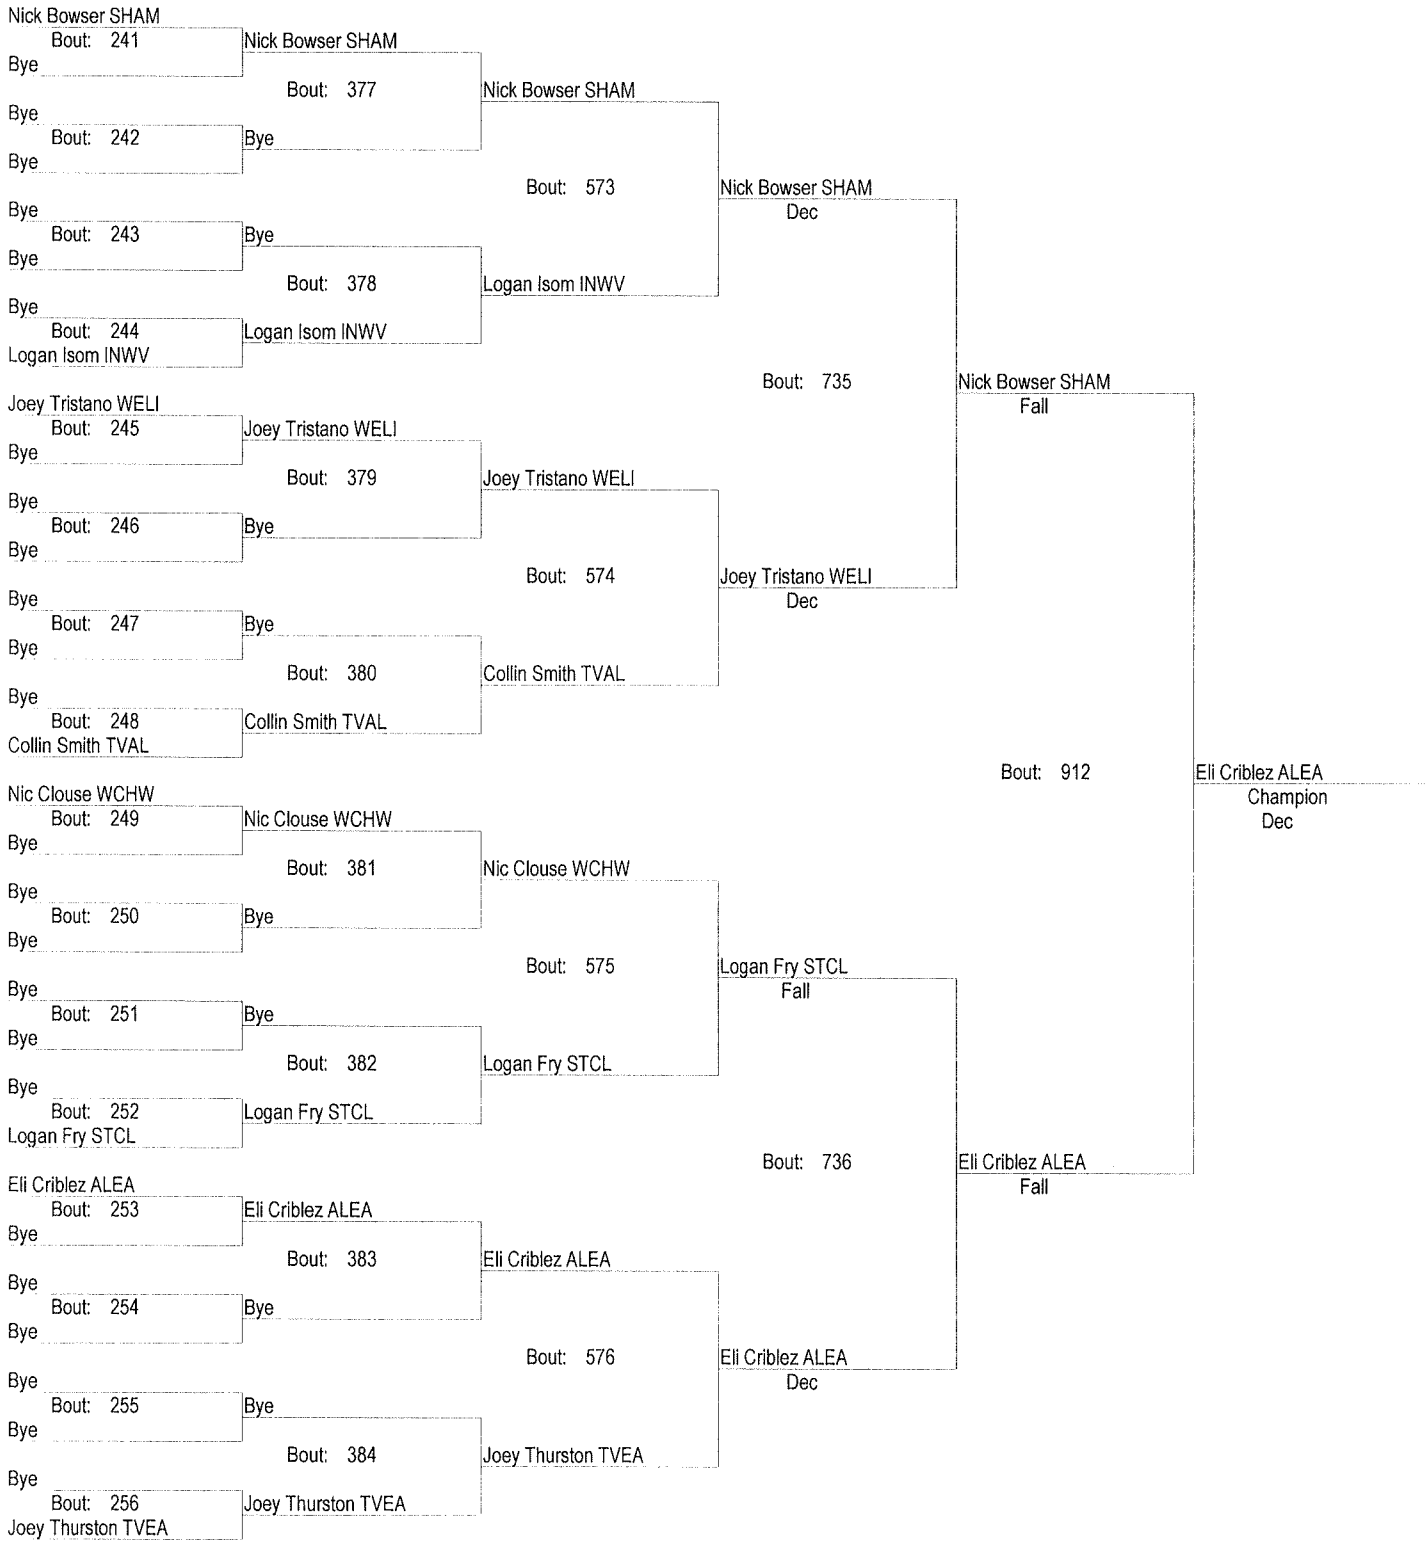 Nick Bowser SHAM
Bout: 241
Nick Bowser SHAM
Bye
Bout: 377
Nick Bowser SHAM
Bye
Bout: 242
Bye
Bye
Bout: 573
Nick Bowser SHAM
Dec
Bye
Bout: 243
Bye
Bye
Bout: 378
Logan Isom INWV
Bye
Bout: 244
Logan Isom INWV
Logan Isom INWV
Bout: 735
Nick Bowser SHAM
Fall
Joey Tristano WELI
Bout: 245
Joey Tristano WELI
Bye
Bout: 379
Joey Tristano WELI
Bye
Bout: 246
Bye
Bye
Bout: 574
Joey Tristano WELI
Dec
Bye
Bout: 247
Bye
Bye
Bout: 380
Collin Smith TVAL
Bye
Bout: 248
Collin Smith TVAL
Collin Smith TVAL
Bout: 912
Eli Criblez ALEA
Champion
Dec
Nic Clouse WCHW
Bout: 249
Nic Clouse WCHW
Bye
Bout: 381
Nic Clouse WCHW
Bye
Bout: 250
Bye
Bye
Bout: 575
Logan Fry STCL
Fall
Bye
Bout: 251
Bye
Bye
Bout: 382
Logan Fry STCL
Bye
Bout: 252
Logan Fry STCL
Logan Fry STCL
Bout: 736
Eli Criblez ALEA
Fall
Eli Criblez ALEA
Bout: 253
Eli Criblez ALEA
Bye
Bout: 383
Eli Criblez ALEA
Bye
Bout: 254
Bye
Bye
Bout: 576
Eli Criblez ALEA
Dec
Bye
Bout: 255
Bye
Bye
Bout: 384
Joey Thurston TVEA
Bye
Bout: 256
Joey Thurston TVEA
Joey Thurston TVEA